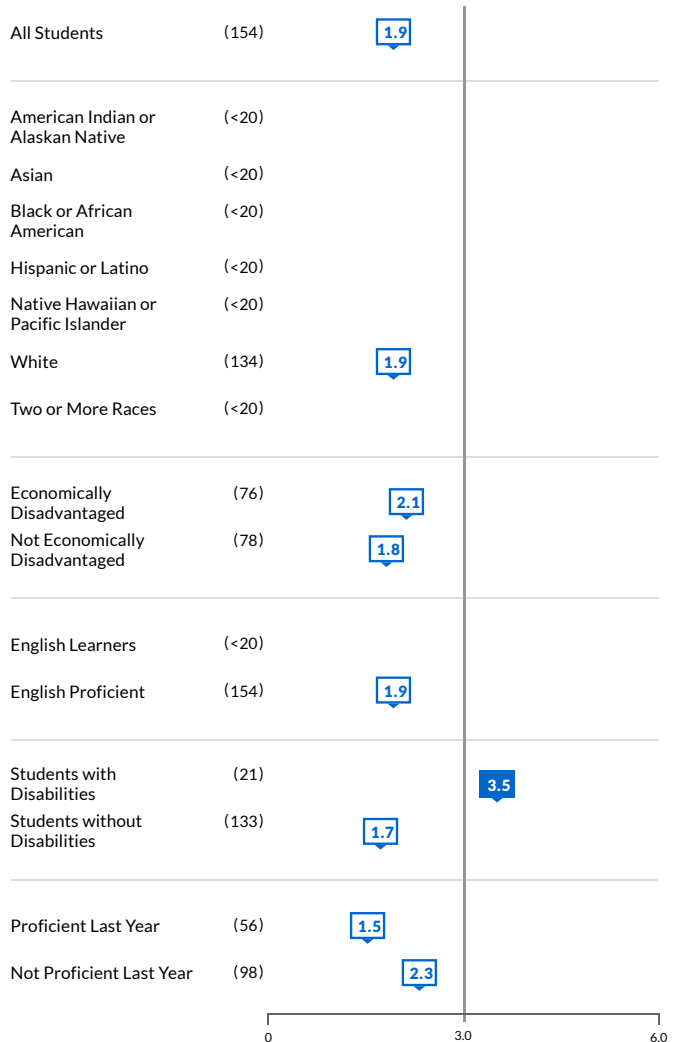 All Students (154) 1.9
American Indian or (<20)
Alaskan Native
Asian (<20)
Black or African (<20)
American
Hispanic or Latino (<20)
Native Hawaiian or (<20)
Pacific Islander
White (134) 1.9
Two or More Races (<20)
Economically (76) 2.1
Disadvantaged
Not Economically (78) 1.8
Disadvantaged
English Learners (<20)
English Proficient (154) 1.9
Students with (21) 3.5
Disabilities
Students without (133) 1.7
Disabilities
Proficient Last Year (56) 1.5
Not Proficient Last Year (98) 2.3
0 3.0 6.0